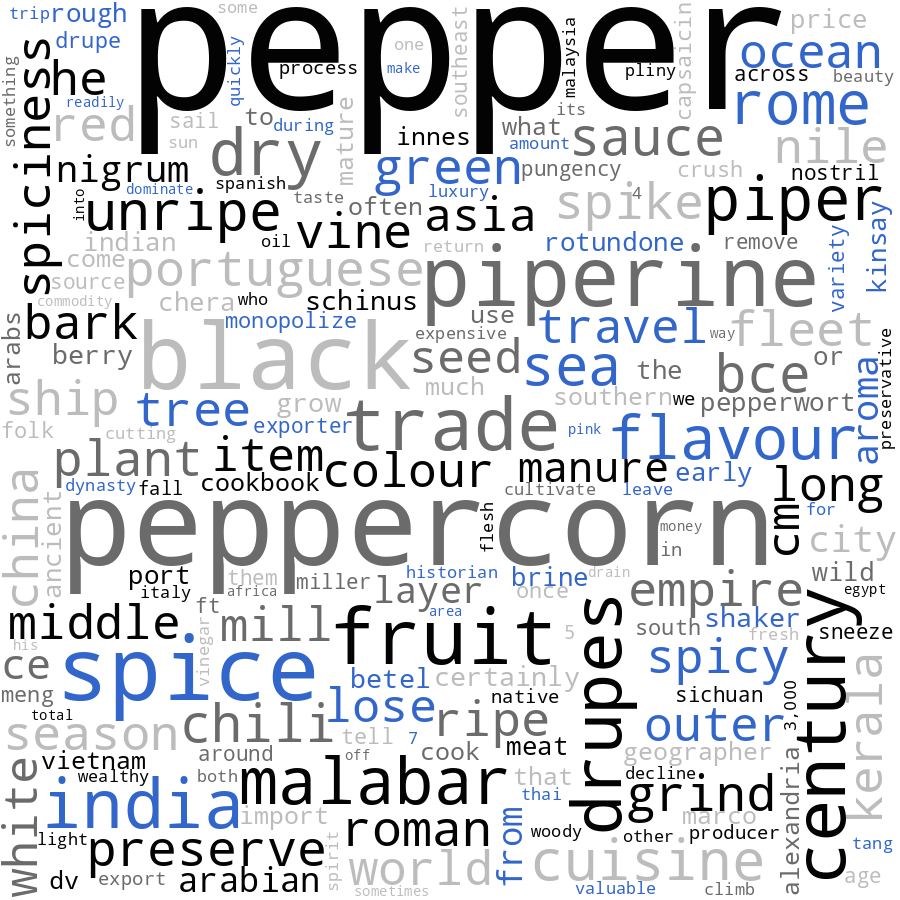 trip rough
some
pepper
price
drupe
one
southeast
malaysia
capsaicin
ocean
he
quickly
process
make
pliny
across
beauty
something
spiciness
readily
its
rome
red
sail
to
during
mature
innes
what
sauce
nile
sun
dry
amount
nigrum
green
pungency
crush
nostril
into
dominate
spanish
taste
luxury
4
unripe
often
asia
spike
piper
indian
oil
vine
return
rotundone
remove
variety
kinsay
come
portuguese
piperine
source
commodity
chera
who
schinus
use
bark
monopolize
expensive
travel
way
fleet
arabs
berry
black
seed
sea
the
bce
or
aroma
preservative
ship
tree
grow
much
southern
we
pepperwort
folk
cutting
exporter
trade
pink
flavour
plant
item
colour
manure
early
long
dynasty
fall
cookbook
cultivate
leave
for
china
ancient
peppercorn
flesh
money
in
cm
city
port
them
miller
historian
brine
drain
wild
italy
africa
layer
once
empire
egypt
ft
area
middle
mill
fruit
5
south
shaker
fresh
sneeze
his
vinegar
ce
spice
drupes
spicy
century
kerala
meng
betel
certainly
native
sichuan
total
lose
ripe
outer
3,000
season
chili
tell
7
vietnam
around
off
cook
meat
geographer
white
wealthy
both
malabar
that
decline
india
import
thai
grind
alexandria
light
roman
from
woody
marco
other
producer
tang
preserve
spirit
world
cuisine
dv
export
arabian
sometimes
valuable
climb
age